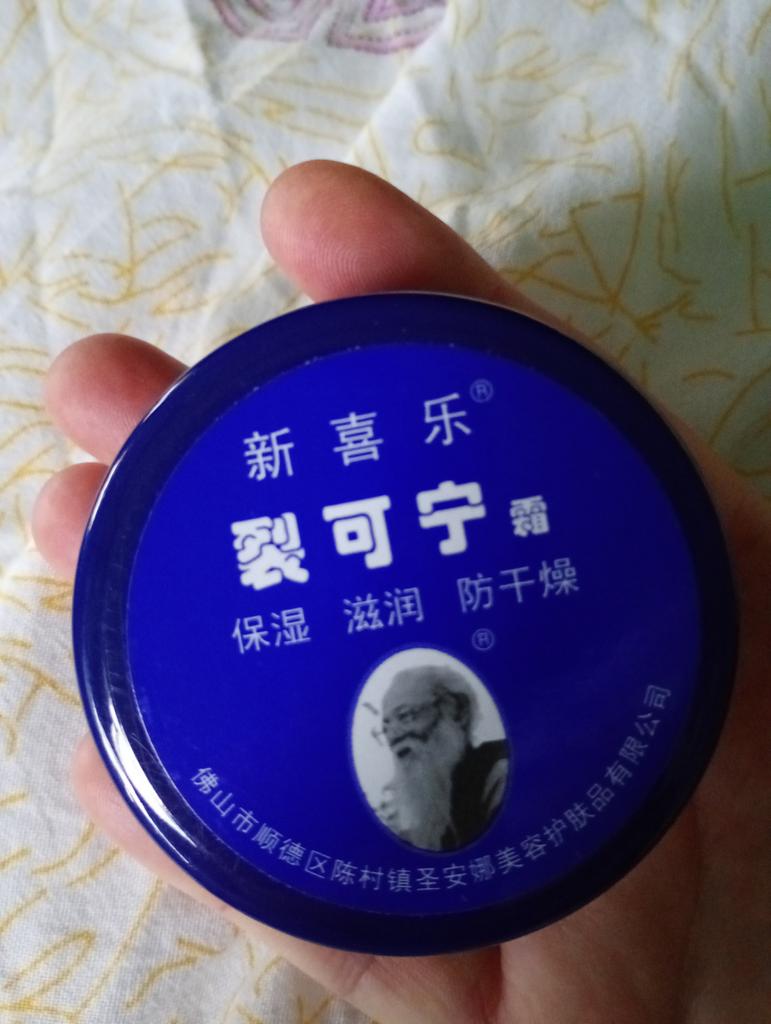 新喜乐®
裂可宁霜
保湿 滋润 防干燥
®
佛山市顺德区陈村镇圣安娜美容护肤品有限公司